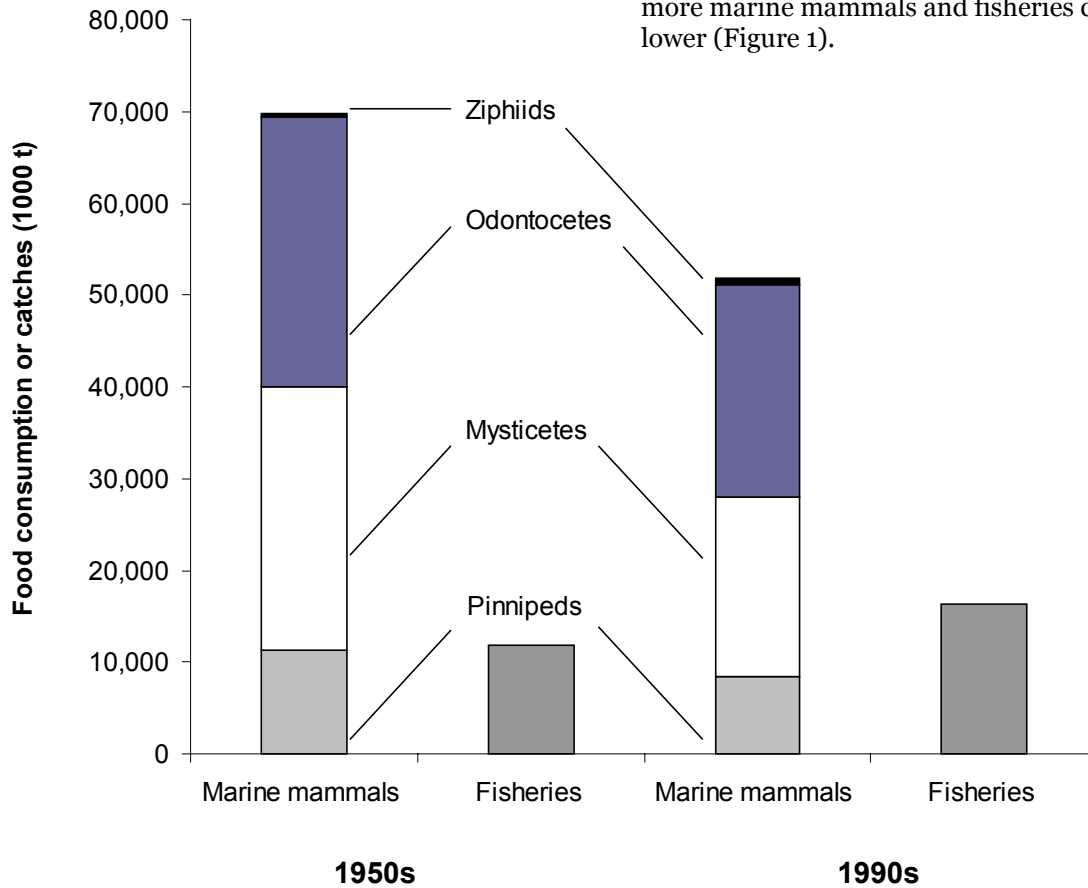 more marine mammals and fisheries
lower (Figure 1).
Food consumption or catches (1000 t)
80,000
70,000
60,000
50,000
40,000
30,000
20,000
10,000
0
Ziphiids
Odontocetes
Mysticetes
Pinnipeds
Marine mammals
Fisheries
Marine mammals
Fisheries
1950s
1990s